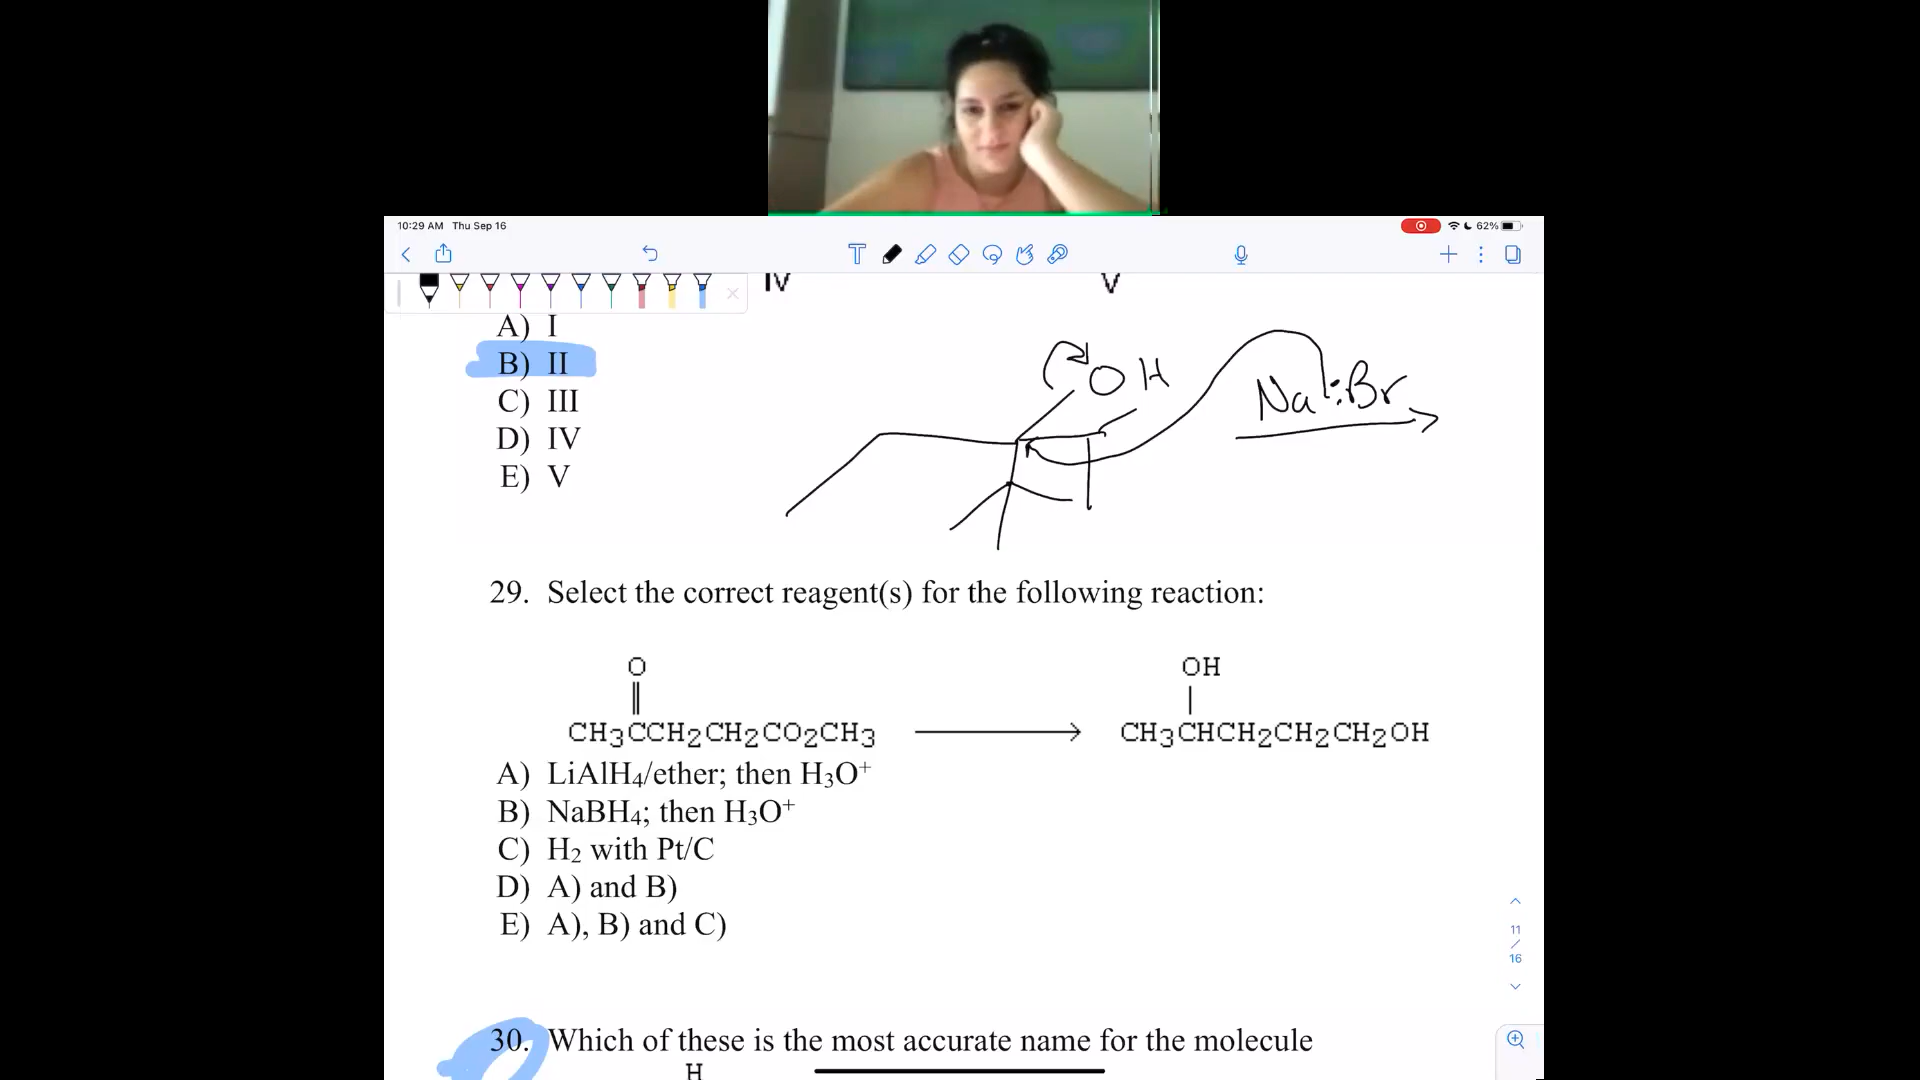 10:29 AM Thu Sep 16
62%
IV V
A) I
B) II
C) III
D) IV
E) V
OH
Na :Br
29. Select the correct reagent(s) for the following reaction:
O OH
CH3CCH2CH2CO2CH3 CH3CHCH2CH2CH2OH
A) LiAlH4/ether; then H3O+
B) NaBH4; then H3O+
C) H2 with Pt/C
D) A) and B)
E) A), B) and C)
11
/
16
30. Which of these is the most accurate name for the molecule
H